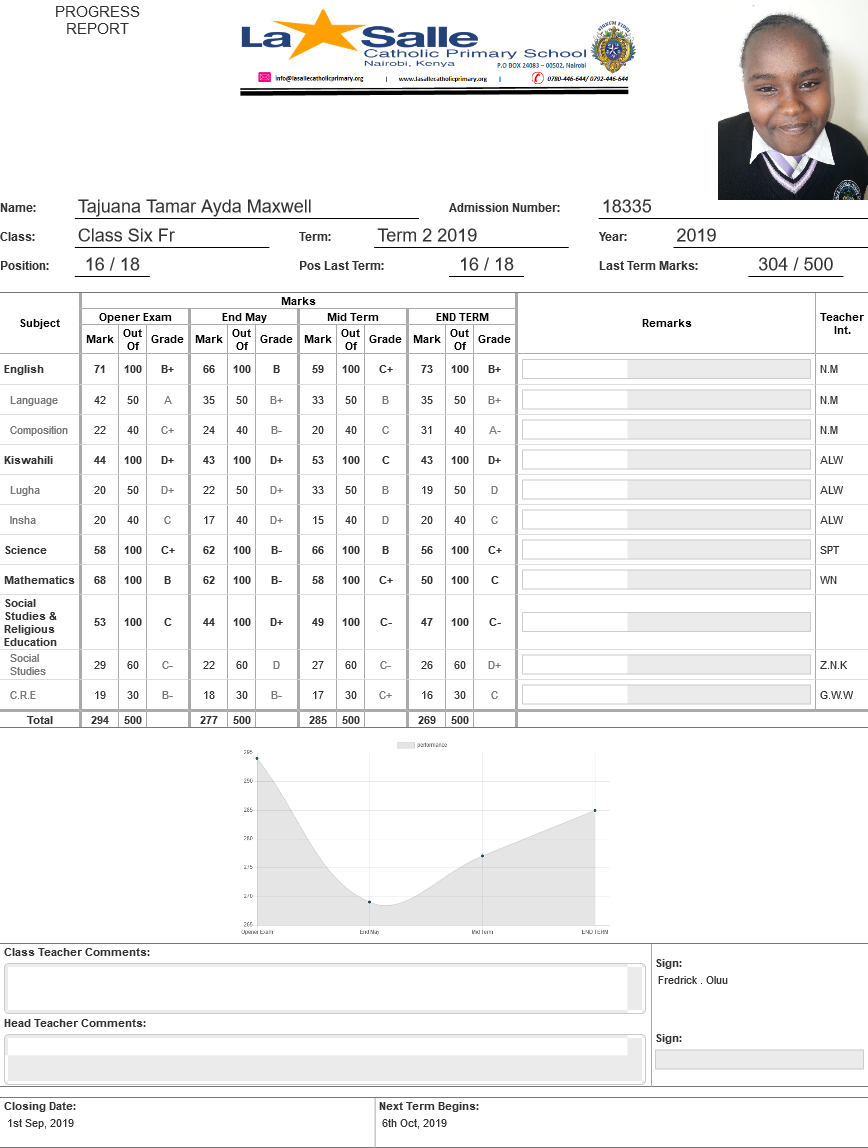 PROGRESS
REPORT
La Salle
Catholic Primary School
Nairobi, Kenya
P.O BOX 24083 – 00502, Nairobi
info@lasallecatholicprimary.org | www.lasallecatholicprimary.org | 0780-446-644/ 0792-446-644
Name: Tajuana Tamar Ayda Maxwell Admission Number: 18335
Class: Class Six Fr Term: Term 2 2019 Year: 2019
Position: 16 / 18 Pos Last Term: 16 / 18 Last Term Marks: 304 / 500
Subject Marks Remarks Teacher Int.
Opener Exam End May Mid Term END TERM
Mark Out Of Grade Mark Out Of Grade Mark Out Of Grade Mark Out Of Grade
English 71 100 B+ 66 100 B 59 100 C+ 73 100 B+ N.M
Language 42 50 A 35 50 B+ 33 50 B 35 50 B+ N.M
Composition 22 40 C+ 24 40 B- 20 40 C 31 40 A- N.M
Kiswahili 44 100 D+ 43 100 D+ 53 100 C 43 100 D+ ALW
Lugha 20 50 D+ 22 50 D+ 33 50 B 19 50 D ALW
Insha 20 40 C 17 40 D+ 15 40 D 20 40 C ALW
Science 58 100 C+ 62 100 B- 66 100 B 56 100 C+ SPT
Mathematics 68 100 B 62 100 B- 58 100 C+ 50 100 C WN
Social
Studies &
Religious
Education 53 100 C 44 100 D+ 49 100 C- 47 100 C-
Social
Studies 29 60 C- 22 60 D 27 60 C- 26 60 D+ Z.N.K
C.R.E 19 30 B- 18 30 B- 17 30 C+ 16 30 C G.W.W
Total 294 500 277 500 285 500 269 500
performance
295
290
285
280
275
270
265
Opener Exam End May Mid Term END TERM
Class Teacher Comments:
Sign:
Fredrick . Oluu
Head Teacher Comments:
Sign:
Closing Date: Next Term Begins:
1st Sep, 2019 6th Oct, 2019